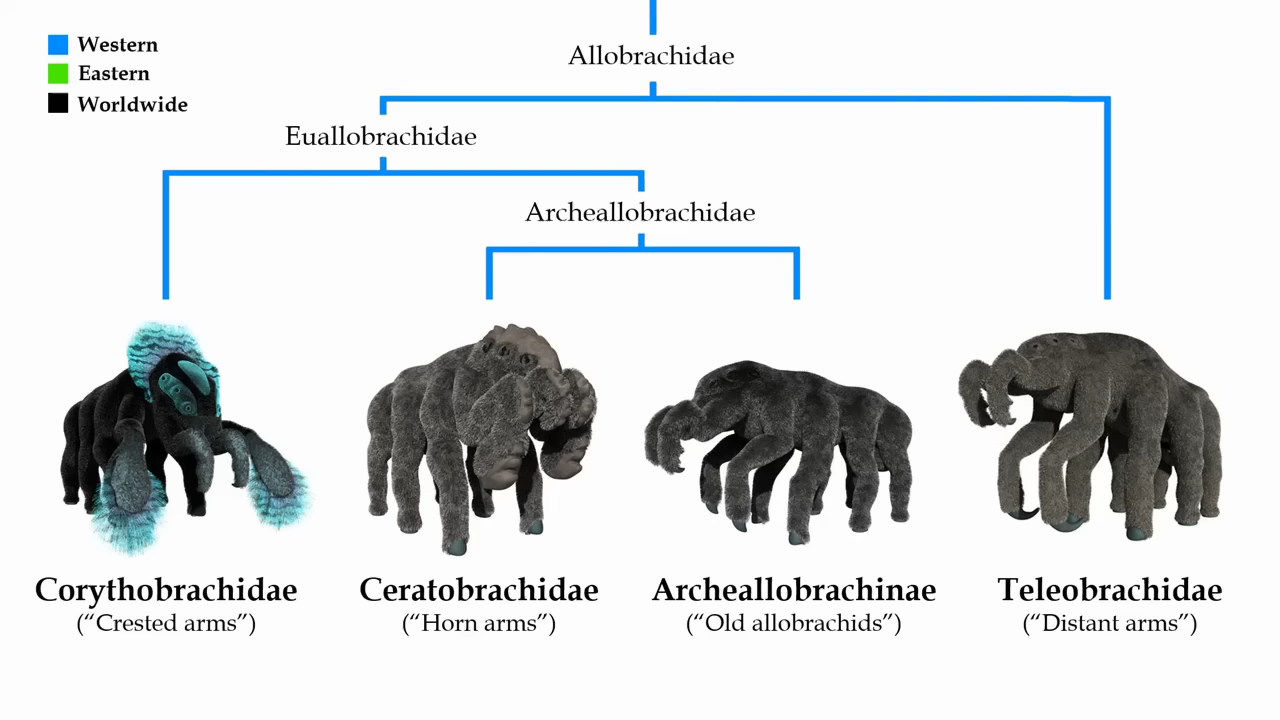 Western
Eastern
Worldwide
Allobrachidae
Euallobrachidae
Archeallobrachidae
Corythobrachidae
(“Crested arms”)
Ceratobrachidae
(“Horn arms”)
Archeallobrachinae
(“Old allobrachids”)
Teleobrachidae
(“Distant arms”)